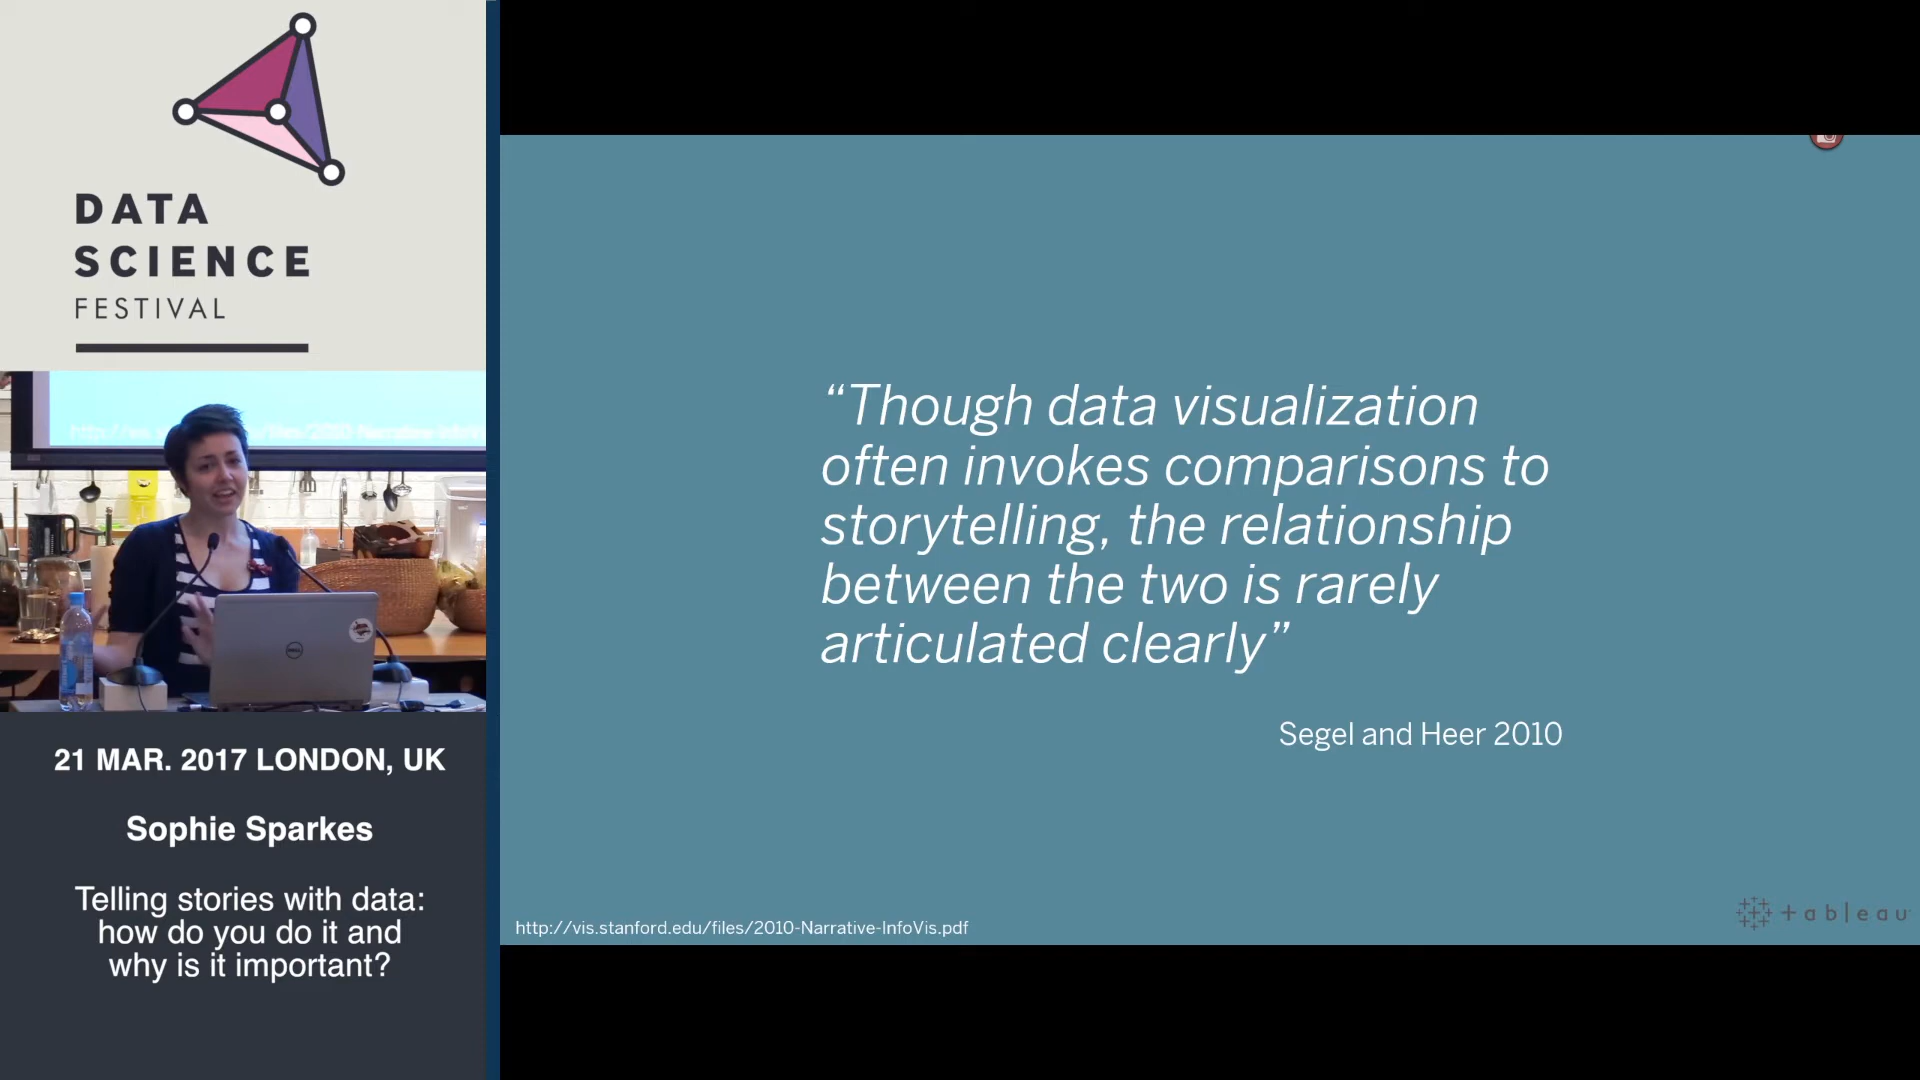 DATA
SCIENCE
FESTIVAL
21 MAR. 2017 LONDON, UK
Sophie Sparkes
Telling stories with data:
how do you do it and
why is it important?
“Though data visualization
often invokes comparisons to
storytelling, the relationship
between the two is rarely
articulated clearly”
Segel and Heer 2010
http://vis.stanford.edu/files/2010-Narrative-InfoVis.pdf
+ableau
DELL